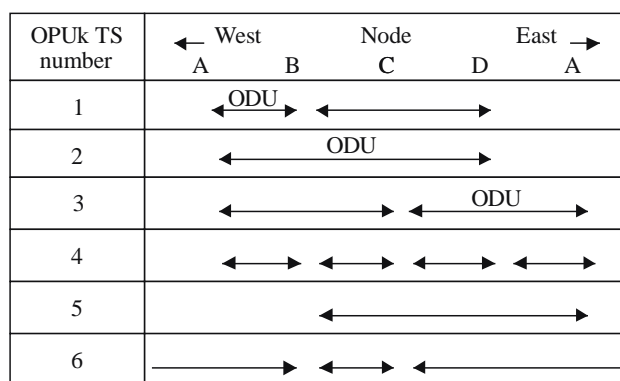 OPUk TS number
West Node East
A B C D A
1 ODU
2 ODU
3 ODU
4
5
6